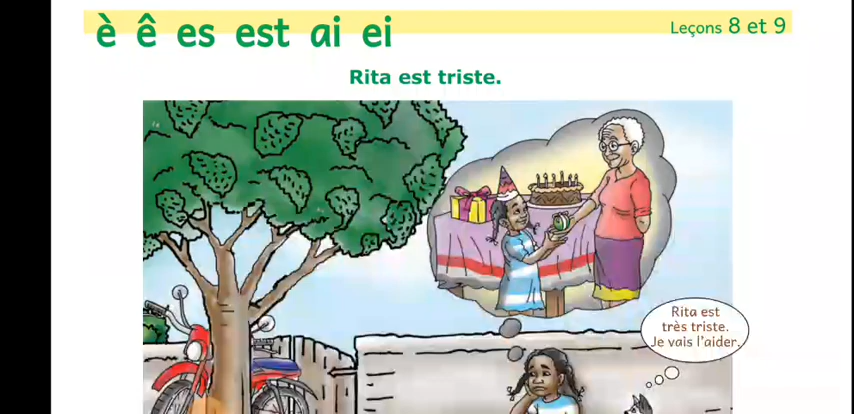 è ê es est ai ei
Leçons 8 et 9
Rita est triste.
Rita est
très triste.
Je vais l'aider.